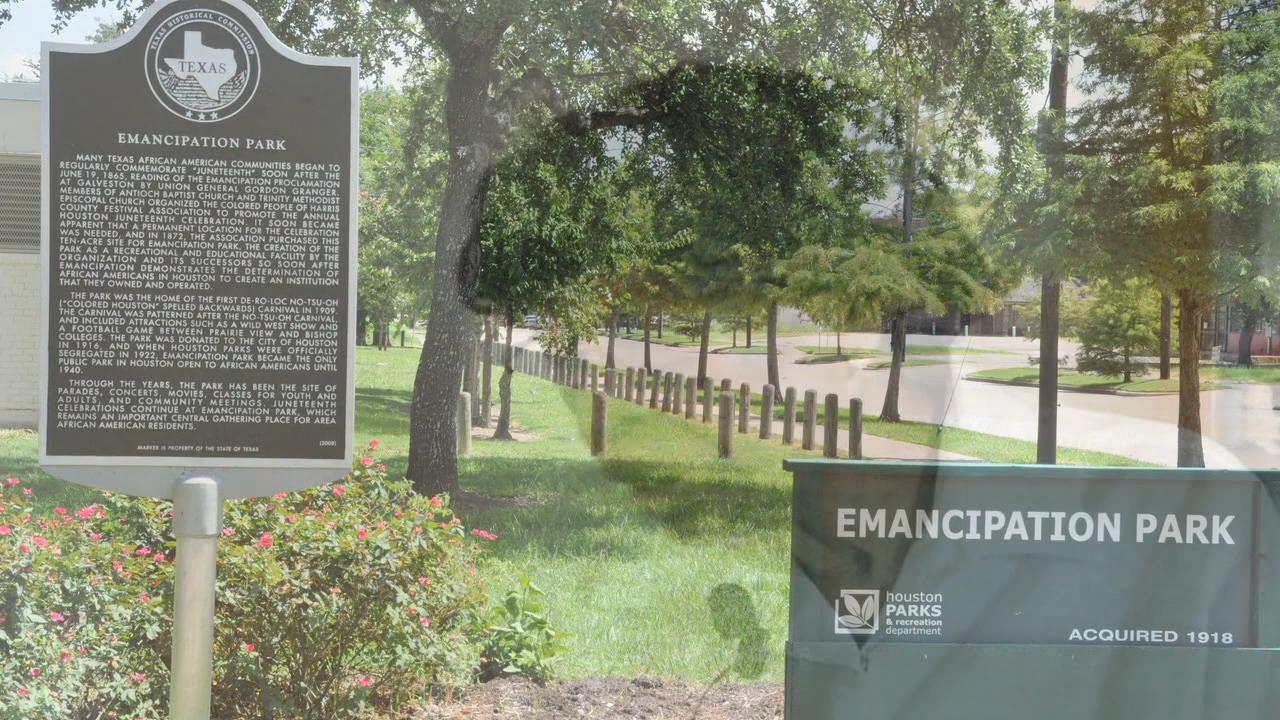 TEXAS HISTORICAL COMMISSION
TEXAS
EMANCIPATION PARK
MANY TEXAS AFRICAN AMERICAN COMMUNITIES BEGAN TO
REGULARLY COMMEMORATE "JUNETEENTH" SOON AFTER THE
JUNE 19, 1865, READING OF THE EMANCIPATION PROCLAMATION
AT GALVESTON BY UNION GENERAL GORDON GRANGER.
MEMBERS OF ANTIOCH BAPTIST CHURCH AND TRINITY METHODIST
EPISCOPAL CHURCH ORGANIZED THE COLORED PEOPLE OF HARRIS
COUNTY FESTIVAL ASSOCIATION TO PROMOTE THE ANNUAL
HOUSTON JUNETEENTH CELEBRATION. IT SOON BECAME
APPARENT THAT A PERMANENT LOCATION FOR THE CELEBRATION
WAS NEEDED, AND IN 1872, THE ASSOCATION PURCHASED THIS
TEN-ACRE SITE FOR EMANCIPATION PARK. THE CREATION OF THE
PARK AS A RECREATIONAL AND EDUCATIONAL FACILITY BY THE
ORGANIZATION AND ITS SUCCESSORS SO SOON AFTER
EMANCIPATION DEMONSTRATES THE DETERMINATION OF
AFRICAN AMERICANS IN HOUSTON TO CREATE AN INSTITUTION
THAT THEY OWNED AND OPERATED.
THE PARK WAS THE HOME OF THE FIRST DE-RO-LOC NO-TSU-OH
("COLORED HOUSTON" SPELLED BACKWARDS) CARNIVAL IN 1909.
THE CARNIVAL WAS PATTERNED AFTER THE NO-TSU-OH CARNIVAL
AND INCLUDED ATTRACTIONS SUCH AS A WILD WEST SHOW AND
A FOOTBALL GAME BETWEEN PRAIRIE VIEW AND BISHOP
COLLEGES. THE PARK WAS DONATED TO THE CITY OF HOUSTON
IN 1916, AND WHEN HOUSTON PARKS WERE OFFICIALLY
SEGREGATED IN 1922, EMANCIPATION PARK BECAME THE ONLY
PUBLIC PARK IN HOUSTON OPEN TO AFRICAN AMERICANS UNTIL
1940.
THROUGH THE YEARS, THE PARK HAS BEEN THE SITE OF
PARADES, CONCERTS, MOVIES, CLASSES FOR YOUTH AND
ADULTS, AND COMMUNITY MEETINGS. JUNETEENTH
CELEBRATIONS CONTINUE AT EMANCIPATION PARK, WHICH
REMAINS AN IMPORTANT CENTRAL GATHERING PLACE FOR AREA
AFRICAN AMERICAN RESIDENTS.
(2008)
MARKER IS PROPERTY OF THE STATE OF TEXAS
EMANCIPATION PARK
houston
PARKS
& recreation
department
ACQUIRED 1918